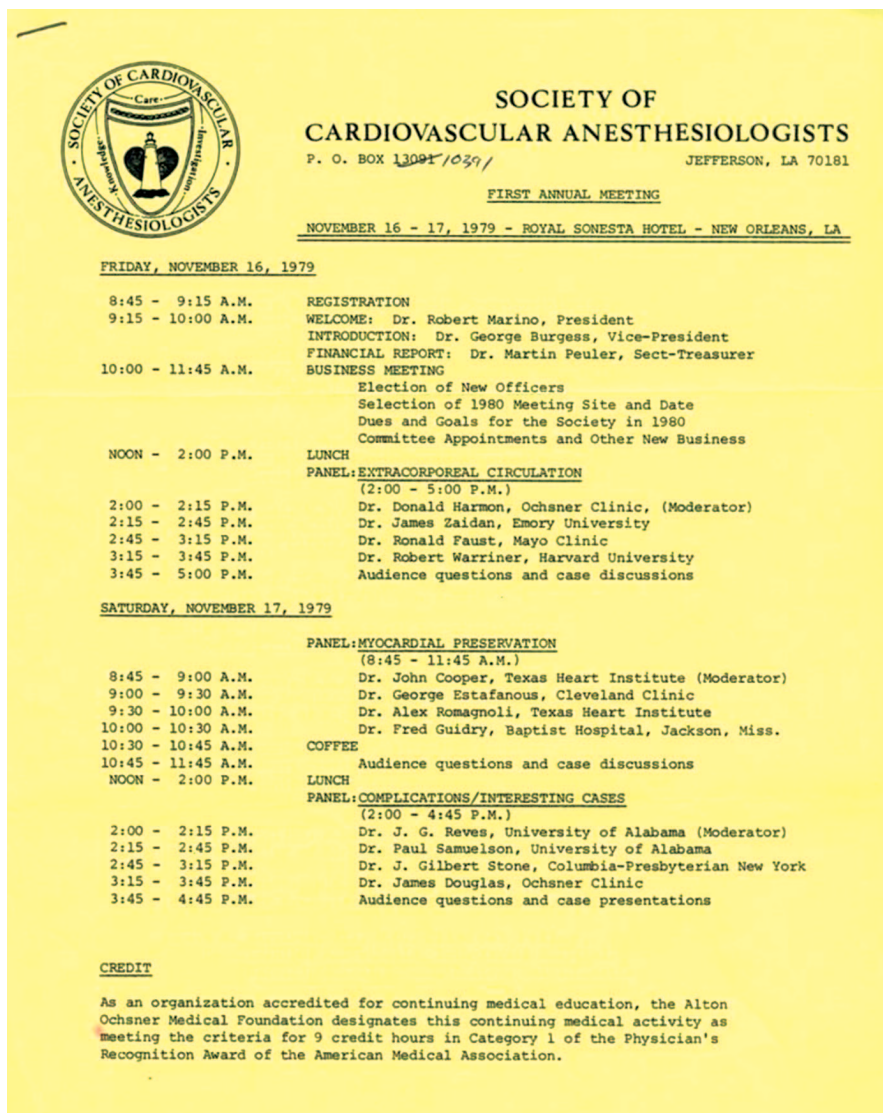 SOCIETY OF CARDIOVASCULAR ANESTHESIOLOGISTS
Care
Knowledge
Investigation
SOCIETY OF
CARDIOVASCULAR ANESTHESIOLOGISTS
P. O. BOX 13091 10391 JEFFERSON, LA 70181
FIRST ANNUAL MEETING
NOVEMBER 16 - 17, 1979 - ROYAL SONESTA HOTEL - NEW ORLEANS, LA
FRIDAY, NOVEMBER 16, 1979
8:45 - 9:15 A.M. REGISTRATION
9:15 - 10:00 A.M. WELCOME: Dr. Robert Marino, President
INTRODUCTION: Dr. George Burgess, Vice-President
FINANCIAL REPORT: Dr. Martin Peuler, Sect-Treasurer
10:00 - 11:45 A.M. BUSINESS MEETING
Election of New Officers
Selection of 1980 Meeting Site and Date
Dues and Goals for the Society in 1980
Committee Appointments and Other New Business
NOON - 2:00 P.M. LUNCH
PANEL: EXTRACORPOREAL CIRCULATION
(2:00 - 5:00 P.M.)
2:00 - 2:15 P.M. Dr. Donald Harmon, Ochsner Clinic, (Moderator)
2:15 - 2:45 P.M. Dr. James Zaidan, Emory University
2:45 - 3:15 P.M. Dr. Ronald Faust, Mayo Clinic
3:15 - 3:45 P.M. Dr. Robert Warriner, Harvard University
3:45 - 5:00 P.M. Audience questions and case discussions
SATURDAY, NOVEMBER 17, 1979
PANEL: MYOCARDIAL PRESERVATION
(8:45 - 11:45 A.M.)
8:45 - 9:00 A.M. Dr. John Cooper, Texas Heart Institute (Moderator)
9:00 - 9:30 A.M. Dr. George Estafanous, Cleveland Clinic
9:30 - 10:00 A.M. Dr. Alex Romagnoli, Texas Heart Institute
10:00 - 10:30 A.M. Dr. Fred Guidry, Baptist Hospital, Jackson, Miss.
10:30 - 10:45 A.M. COFFEE
10:45 - 11:45 A.M. Audience questions and case discussions
NOON - 2:00 P.M. LUNCH
PANEL: COMPLICATIONS/INTERESTING CASES
(2:00 - 4:45 P.M.)
2:00 - 2:15 P.M. Dr. J. G. Reves, University of Alabama (Moderator)
2:15 - 2:45 P.M. Dr. Paul Samuelson, University of Alabama
2:45 - 3:15 P.M. Dr. J. Gilbert Stone, Columbia-Presbyterian New York
3:15 - 3:45 P.M. Dr. James Douglas, Ochsner Clinic
3:45 - 4:45 P.M. Audience questions and case presentations
CREDIT
As an organization accredited for continuing medical education, the Alton
Ochsner Medical Foundation designates this continuing medical activity as
meeting the criteria for 9 credit hours in Category 1 of the Physician's
Recognition Award of the American Medical Association.